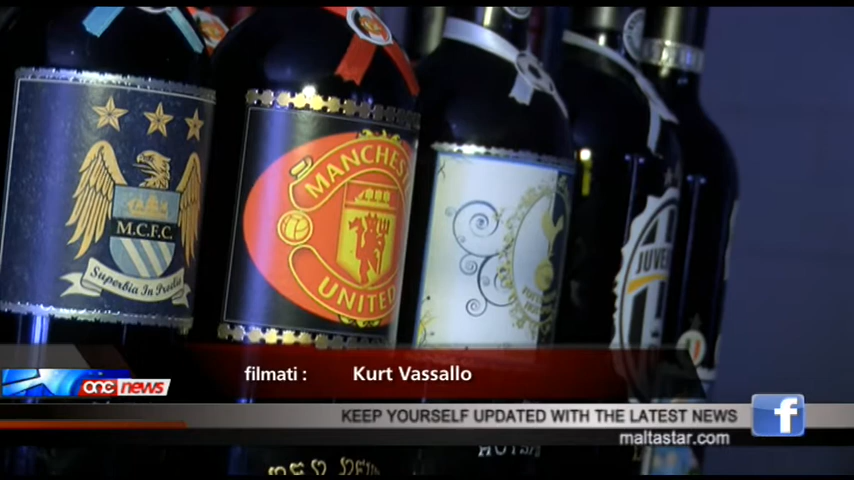 M.C.F.C.
Superbia In Proelio
MANCHESTER
UNITED
JUVE
one news
filmati : Kurt Vassallo
KEEP YOURSELF UPDATED WITH THE LATEST NEWS
maltastar.com
f